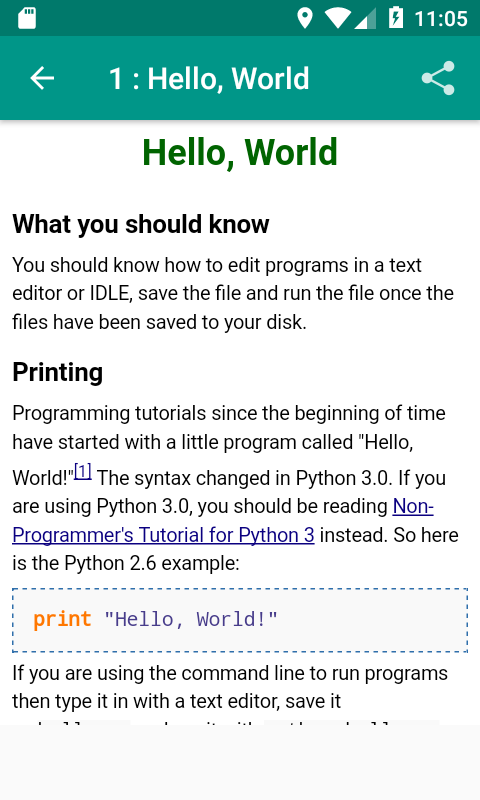 11:05
1 : Hello, World
Hello, World
What you should know
You should know how to edit programs in a text
editor or IDLE, save the file and run the file once the
files have been saved to your disk.
Printing
Programming tutorials since the beginning of time
have started with a little program called "Hello,
World!"[1] The syntax changed in Python 3.0. If you
are using Python 3.0, you should be reading Non-
Programmer's Tutorial for Python 3 instead. So here
is the Python 2.6 example:
print "Hello, World!"
If you are using the command line to run programs
then type it in with a text editor, save it